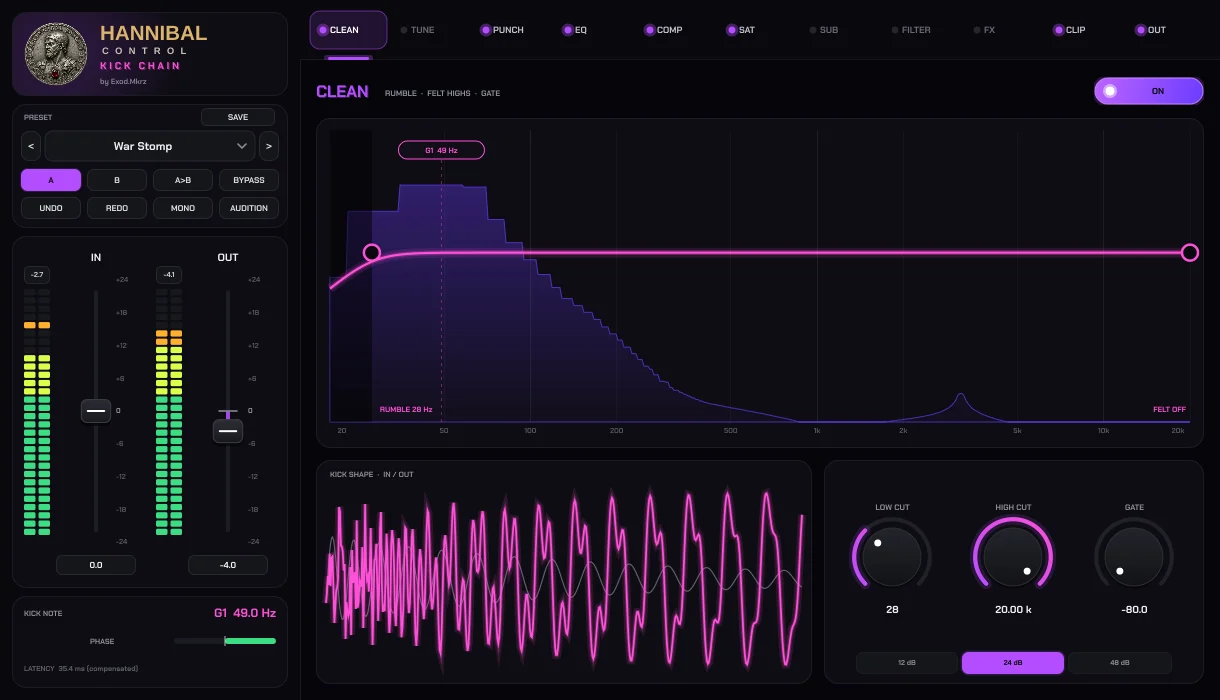 HANNIBAL
CONTROL
KICK CHAIN
by Exod.Mkrz
CLEAN TUNE PUNCH EQ COMP SAT SUB FILTER FX CLIP OUT
CLEAN RUMBLE · FELT HIGHS · GATE ON
PRESET SAVE
< War Stomp >
A B A>B BYPASS
UNDO REDO MONO AUDITION
IN OUT
-2.7 -4.1
+24 +24
+18 +18
+12 +12
+6 +6
0 0
-6 -6
-12 -12
-18 -18
-24 -24
0.0 -4.0
KICK NOTE G1 49.0 Hz
PHASE
LATENCY 35.4 ms (compensated)
G1 49 Hz
RUMBLE 28 Hz FELT OFF
20 50 100 200 500 1k 2k 5k 10k 20k
KICK SHAPE · IN / OUT
LOW CUT HIGH CUT GATE
28 20.00 k -80.0
12 dB 24 dB 48 dB